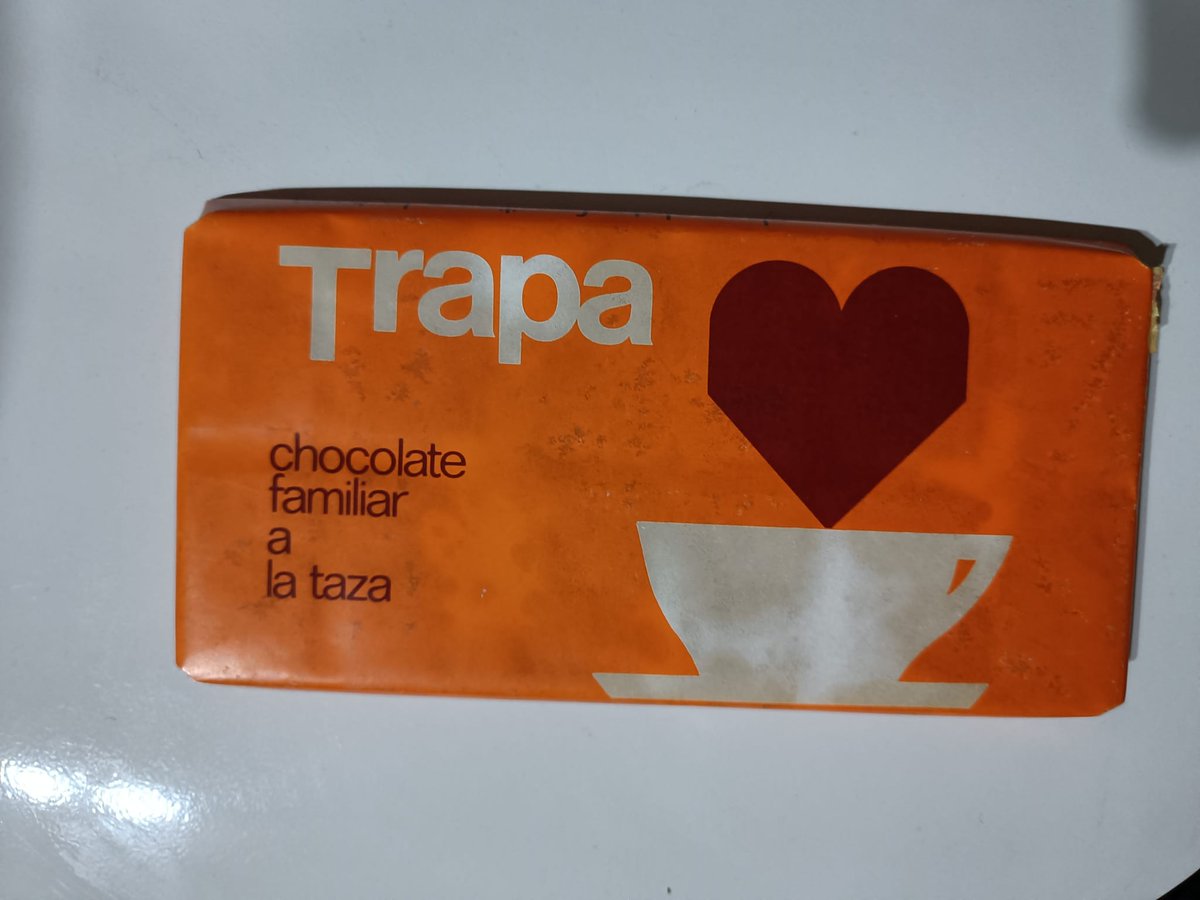 Trapa
chocolate
familiar
a
la taza